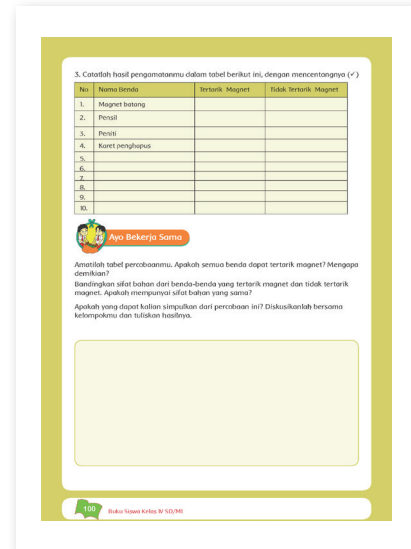 3. Catatlah hasil pengamatanmu dalam tabel berikut ini, dengan mencentangnya (✓)
No Nama Benda Tertarik Magnet Tidak Tertarik Magnet
1. Magnet batang
2. Pensil
3. Peniti
4. Karet penghapus
5.
6.
7.
8.
9.
10.
Ayo Bekerja Sama
Amatilah tabel percobaanmu. Apakah semua benda dapat tertarik magnet? Mengapa
demikian?
Bandingkan sifat bahan dari benda-benda yang tertarik magnet dan tidak tertarik
magnet. Apakah mempunyai sifat bahan yang sama?
Apakah yang dapat kalian simpulkan dari percobaan ini? Diskusikanlah bersama
kelompokmu dan tuliskan hasilnya.
100 Buku Siswa Kelas IV SD/MI